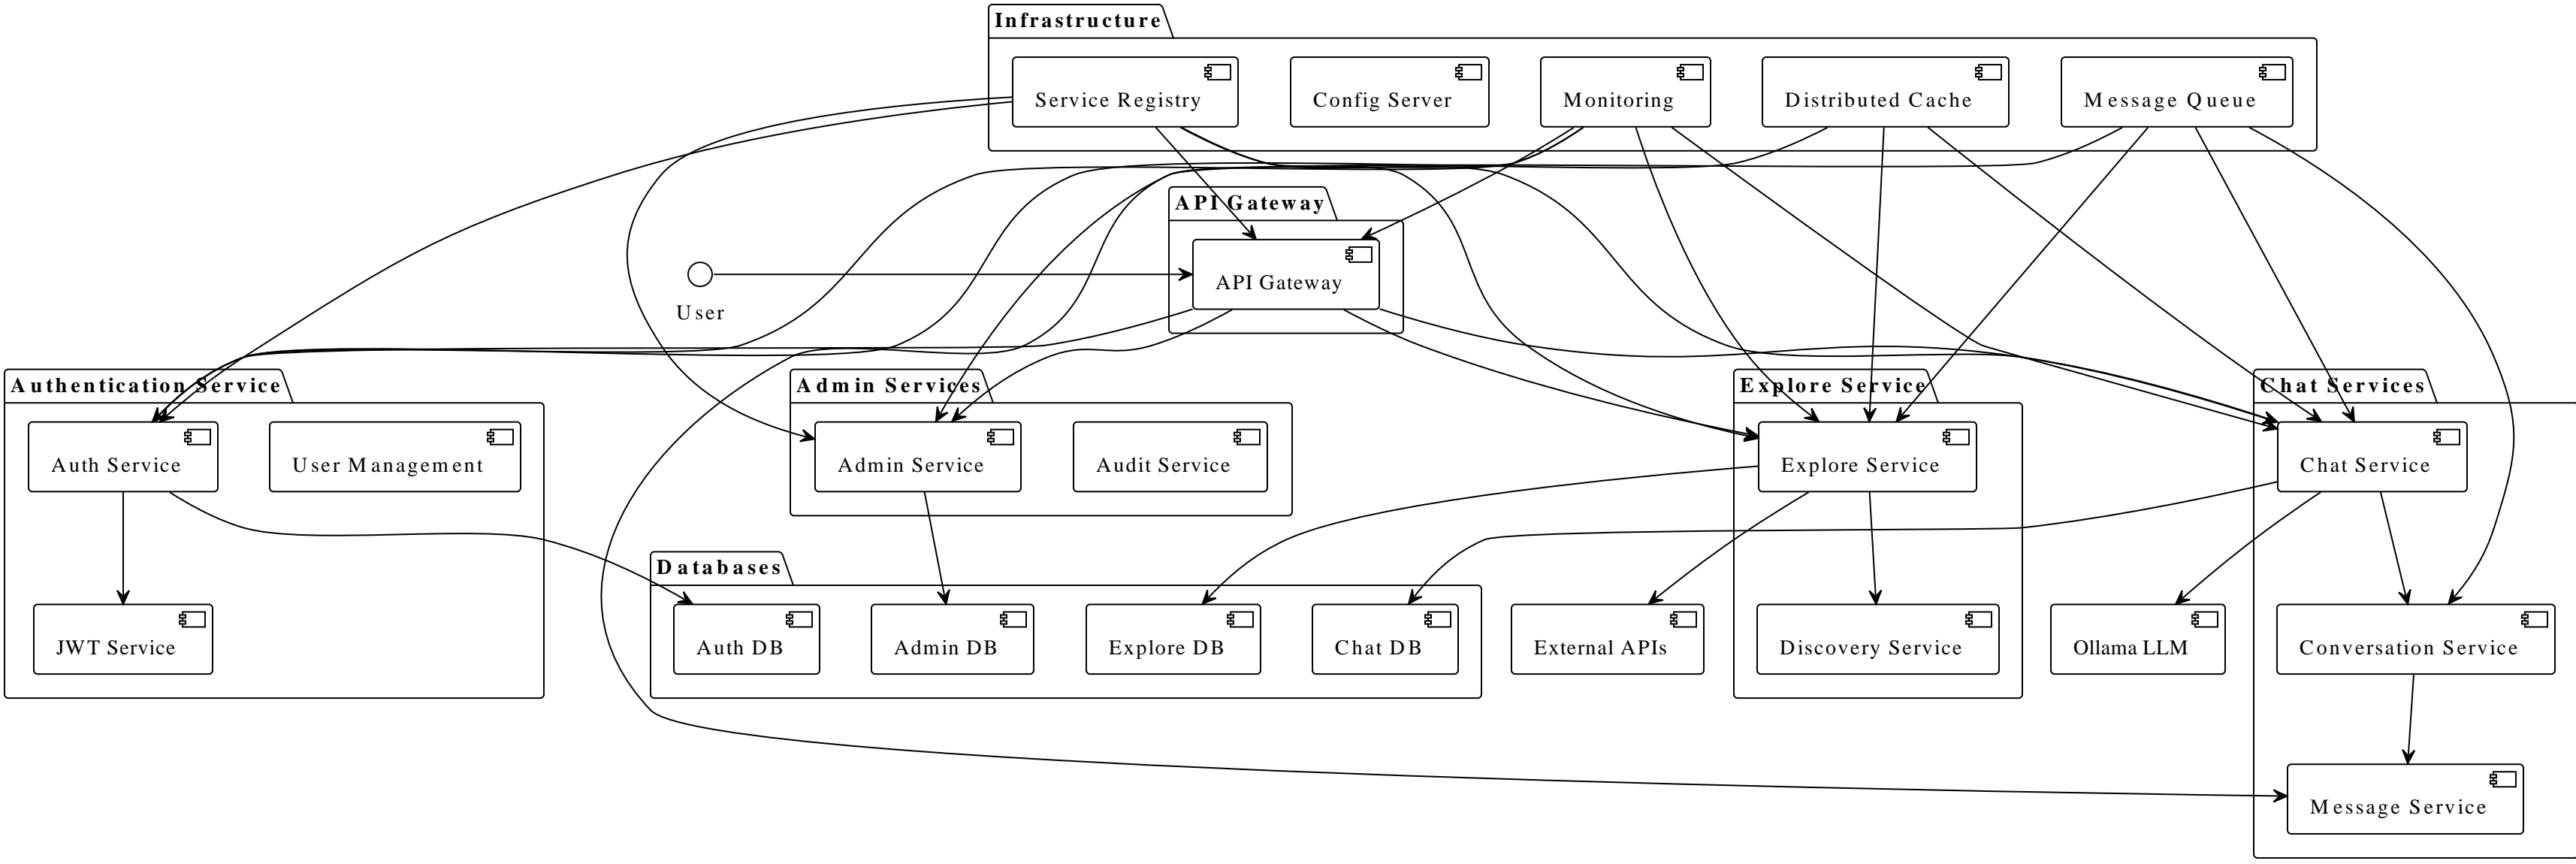 Infrastructure
Service Registry
Config Server
Monitoring
Distributed Cache
Message Queue
API Gateway
API Gateway
User
Authentication Service
Auth Service
User Management
JWT Service
Admin Services
Admin Service
Audit Service
Explore Service
Explore Service
Discovery Service
Chat Services
Chat Service
Conversation Service
Message Service
Databases
Auth DB
Admin DB
Explore DB
Chat DB
External APIs
Ollama LLM